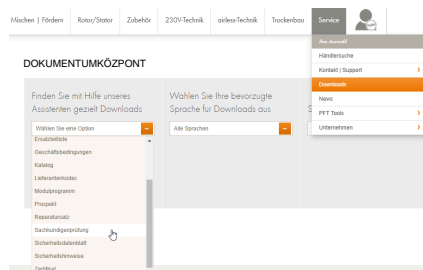 Mischen | Fördern Rotor/Stator Zubehör 230V-Technik airless-Technik Trockenbau Service
Ihre Auswahl
Händlersuche
Kontakt | Support
Downloads
News
PFT Tools
Unternehmen
DOKUMENTUMKÖZPONT
Finden Sie mit Hilfe unseres
Assistenten gezielt Downloads
Wählen Sie eine Option
Ersatzteilliste
Geschäftsbedingungen
Katalog
Lieferantenkodex
Modulprogramm
Prospekt
Reparatursatz
Sachkundigenprüfung
Sicherheitsdatenblatt
Sicherheitshinweise
Zertifikat
Wählen Sie Ihre bevorzugte
Sprache für Downloads aus
Alle Sprachen
S